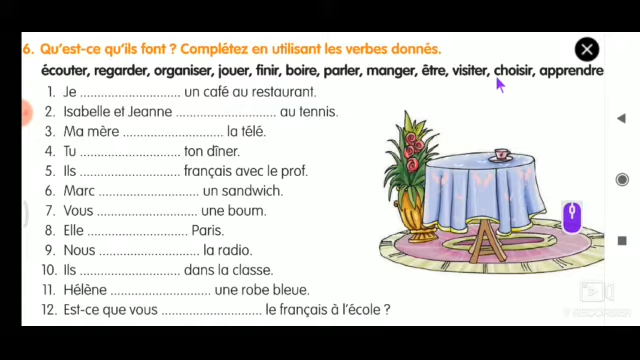 6. Qu'est-ce qu'ils font ? Complétez en utilisant les verbes donnés.
écouter, regarder, organiser, jouer, finir, boire, parler, manger, être, visiter, choisir, apprendre
1. Je ............................ un café au restaurant.
2. Isabelle et Jeanne ............................ au tennis.
3. Ma mère ............................ la télé.
4. Tu ............................ ton dîner.
5. Ils ............................ français avec le prof.
6. Marc ............................ un sandwich.
7. Vous ............................ une boum.
8. Elle ............................ Paris.
9. Nous ............................ la radio.
10. Ils ............................ dans la classe.
11. Hélène ............................ une robe bleue.
12. Est-ce que vous ............................ le français à l'école ?